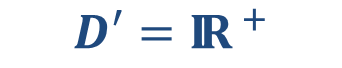 D′ = ℝ⁺